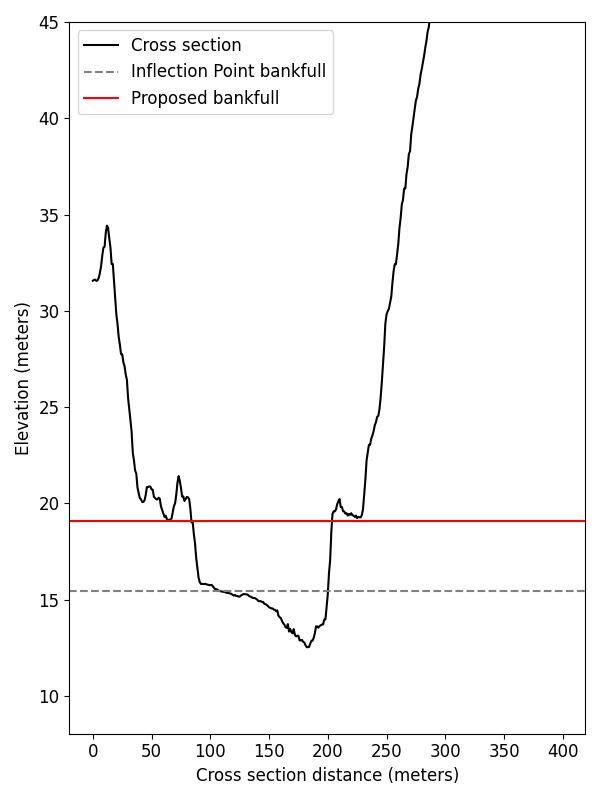 Cross section
Inflection Point bankfull
Proposed bankfull
45
40
35
30
25
20
15
10
Elevation (meters)
0 50 100 150 200 250 300 350 400
Cross section distance (meters)